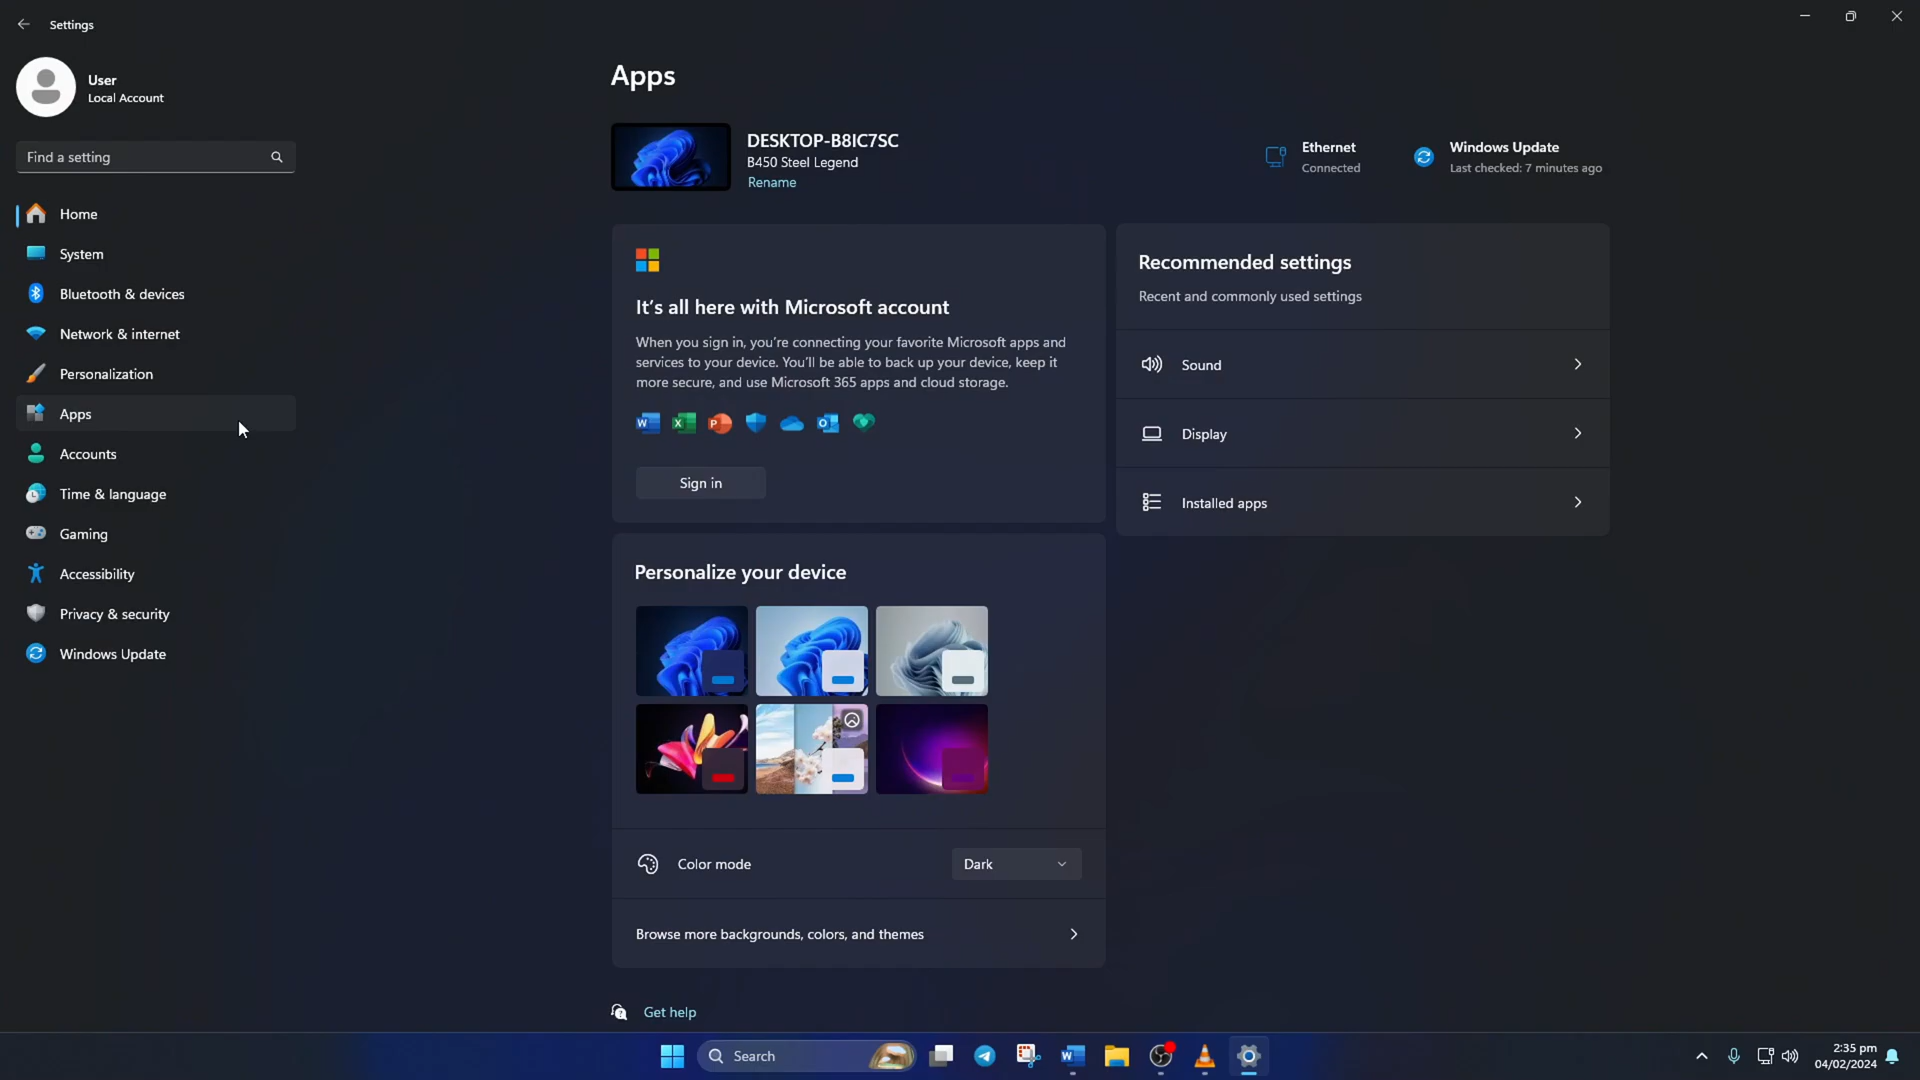 Settings
User
Local Account
Find a setting
Home
System
Bluetooth & devices
Network & internet
Personalization
Apps
Accounts
Time & language
Gaming
Accessibility
Privacy & security
Windows Update
Apps
DESKTOP-B8IC7SC
B450 Steel Legend
Rename
Ethernet
Connected
Windows Update
Last checked: 7 minutes ago
It's all here with Microsoft account
When you sign in, you're connecting your favorite Microsoft apps and
services to your device. You'll be able to back up your device, keep it
more secure, and use Microsoft 365 apps and cloud storage.
Sign in
Recommended settings
Recent and commonly used settings
Sound
Display
Installed apps
Personalize your device
Color mode
Dark
Browse more backgrounds, colors, and themes
Get help
Search
2:35 pm
04/02/2024